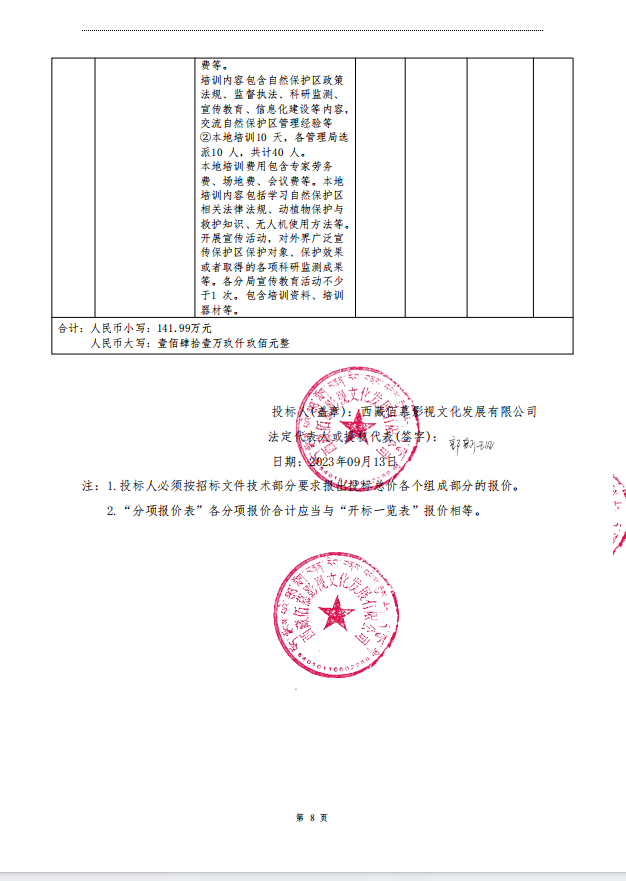 费等。
培训内容包含自然保护区政策
法规、监督执法、科研监测、
宣传教育、信息化建设等内容，
交流自然保护区管理经验等
②本地培训10 天，各管理局选
派10 人，共计40 人。
本地培训费用包含专家劳务
费、场地费、会议费等。本地
培训内容包括学习自然保护区
相关法律法规、动植物保护与
救护知识、无人机使用方法等。
开展宣传活动，对外界广泛宣
传保护区保护对象、保护效果
或者取得的各项科研监测成果
等。各分局宣传教育活动不少
于1 次。包含培训资料、培训
器材等。
合计：人民币小写：141.99万元
人民币大写：壹佰肆拾壹万玖仟玖佰元整
投标人(盖章)：西藏佰慕影视文化发展有限公司
法定代表人或授权代表(签字)：
日期：2023年09月13日
注：1.投标人必须按招标文件技术部分要求报出投标总价各个组成部分的报价。
2.“分项报价表”各分项报价合计应当与“开标一览表”报价相等。
西藏佰慕影视文化发展有限公司
第 8 页